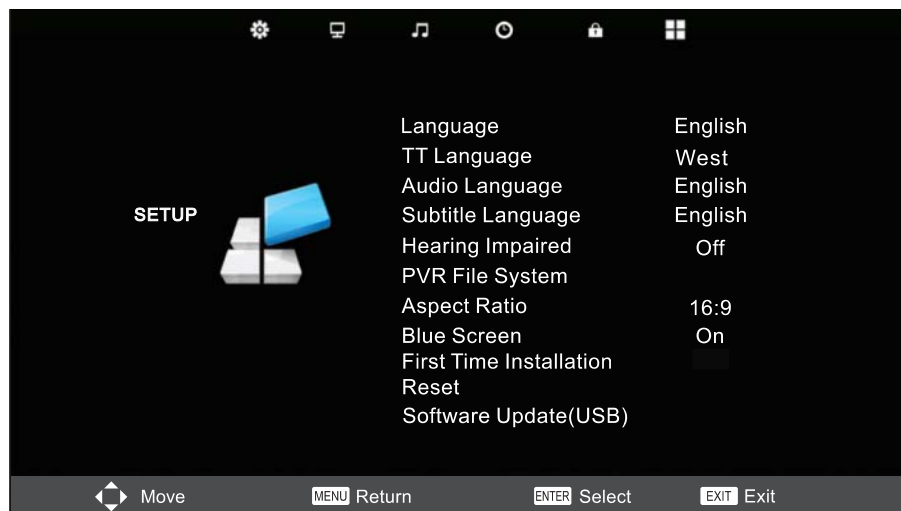 Language English
TT Language West
Audio Language English
SETUP
Subtitle Language English
Hearing Impaired Off
PVR File System
Aspect Ratio 16:9
Blue Screen On
First Time Installation
Reset
Software Update(USB)
Move MENU Return ENTER Select EXIT Exit